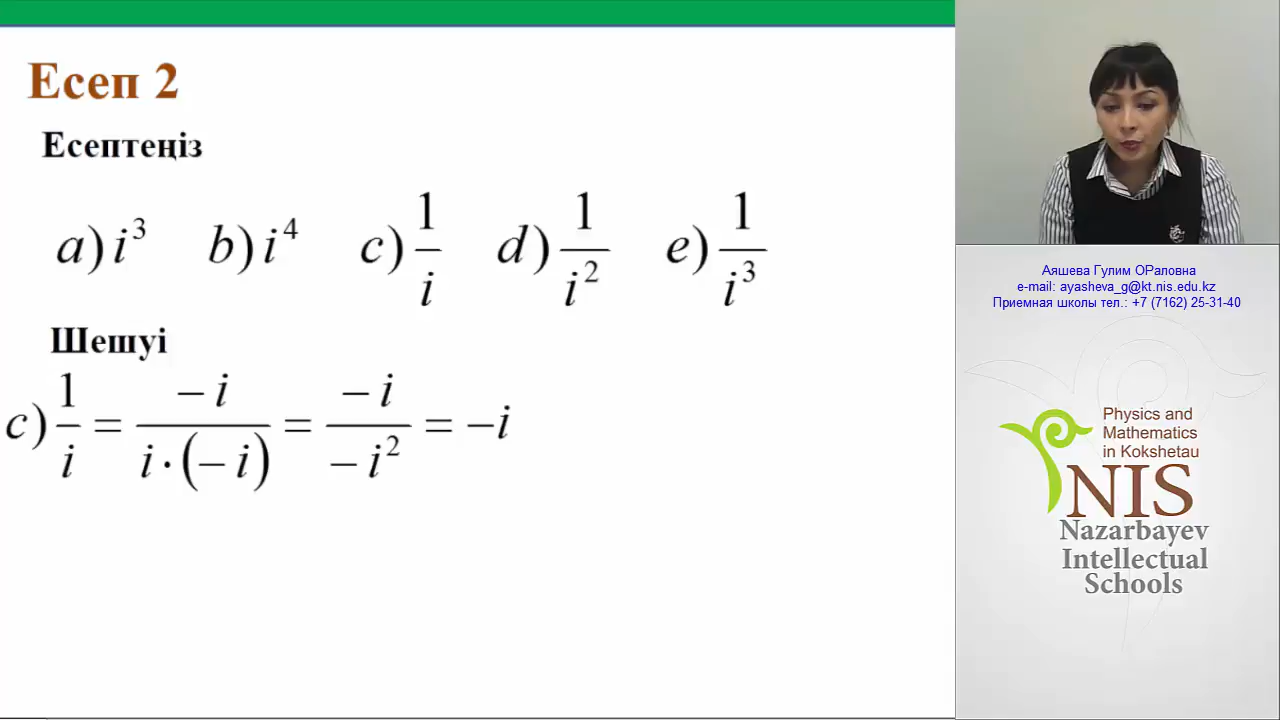 Есеп 2
Есептеңіз
a) i³ b) i⁴ c) 1/i d) 1/i² e) 1/i³
Шешуі
c) 1/i = −i/(i·(−i)) = −i/−i² = −i
Аяшева Гулим ОРаловна
e-mail: ayasheva_g@kt.nis.edu.kz
Приемная школы тел.: +7 (7162) 25-31-40
Physics and
Mathematics
in Kokshetau
NIS
Nazarbayev
Intellectual
Schools